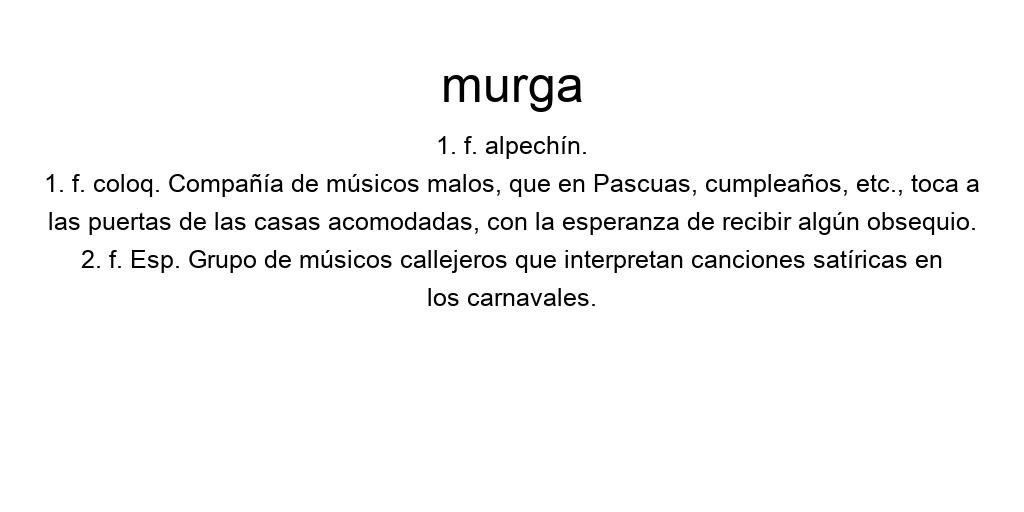 murga
1. f. alpechín.
1. f. coloq. Compañía de músicos malos, que en Pascuas, cumpleaños, etc., toca a
las puertas de las casas acomodadas, con la esperanza de recibir algún obsequio.
2. f. Esp. Grupo de músicos callejeros que interpretan canciones satíricas en
los carnavales.